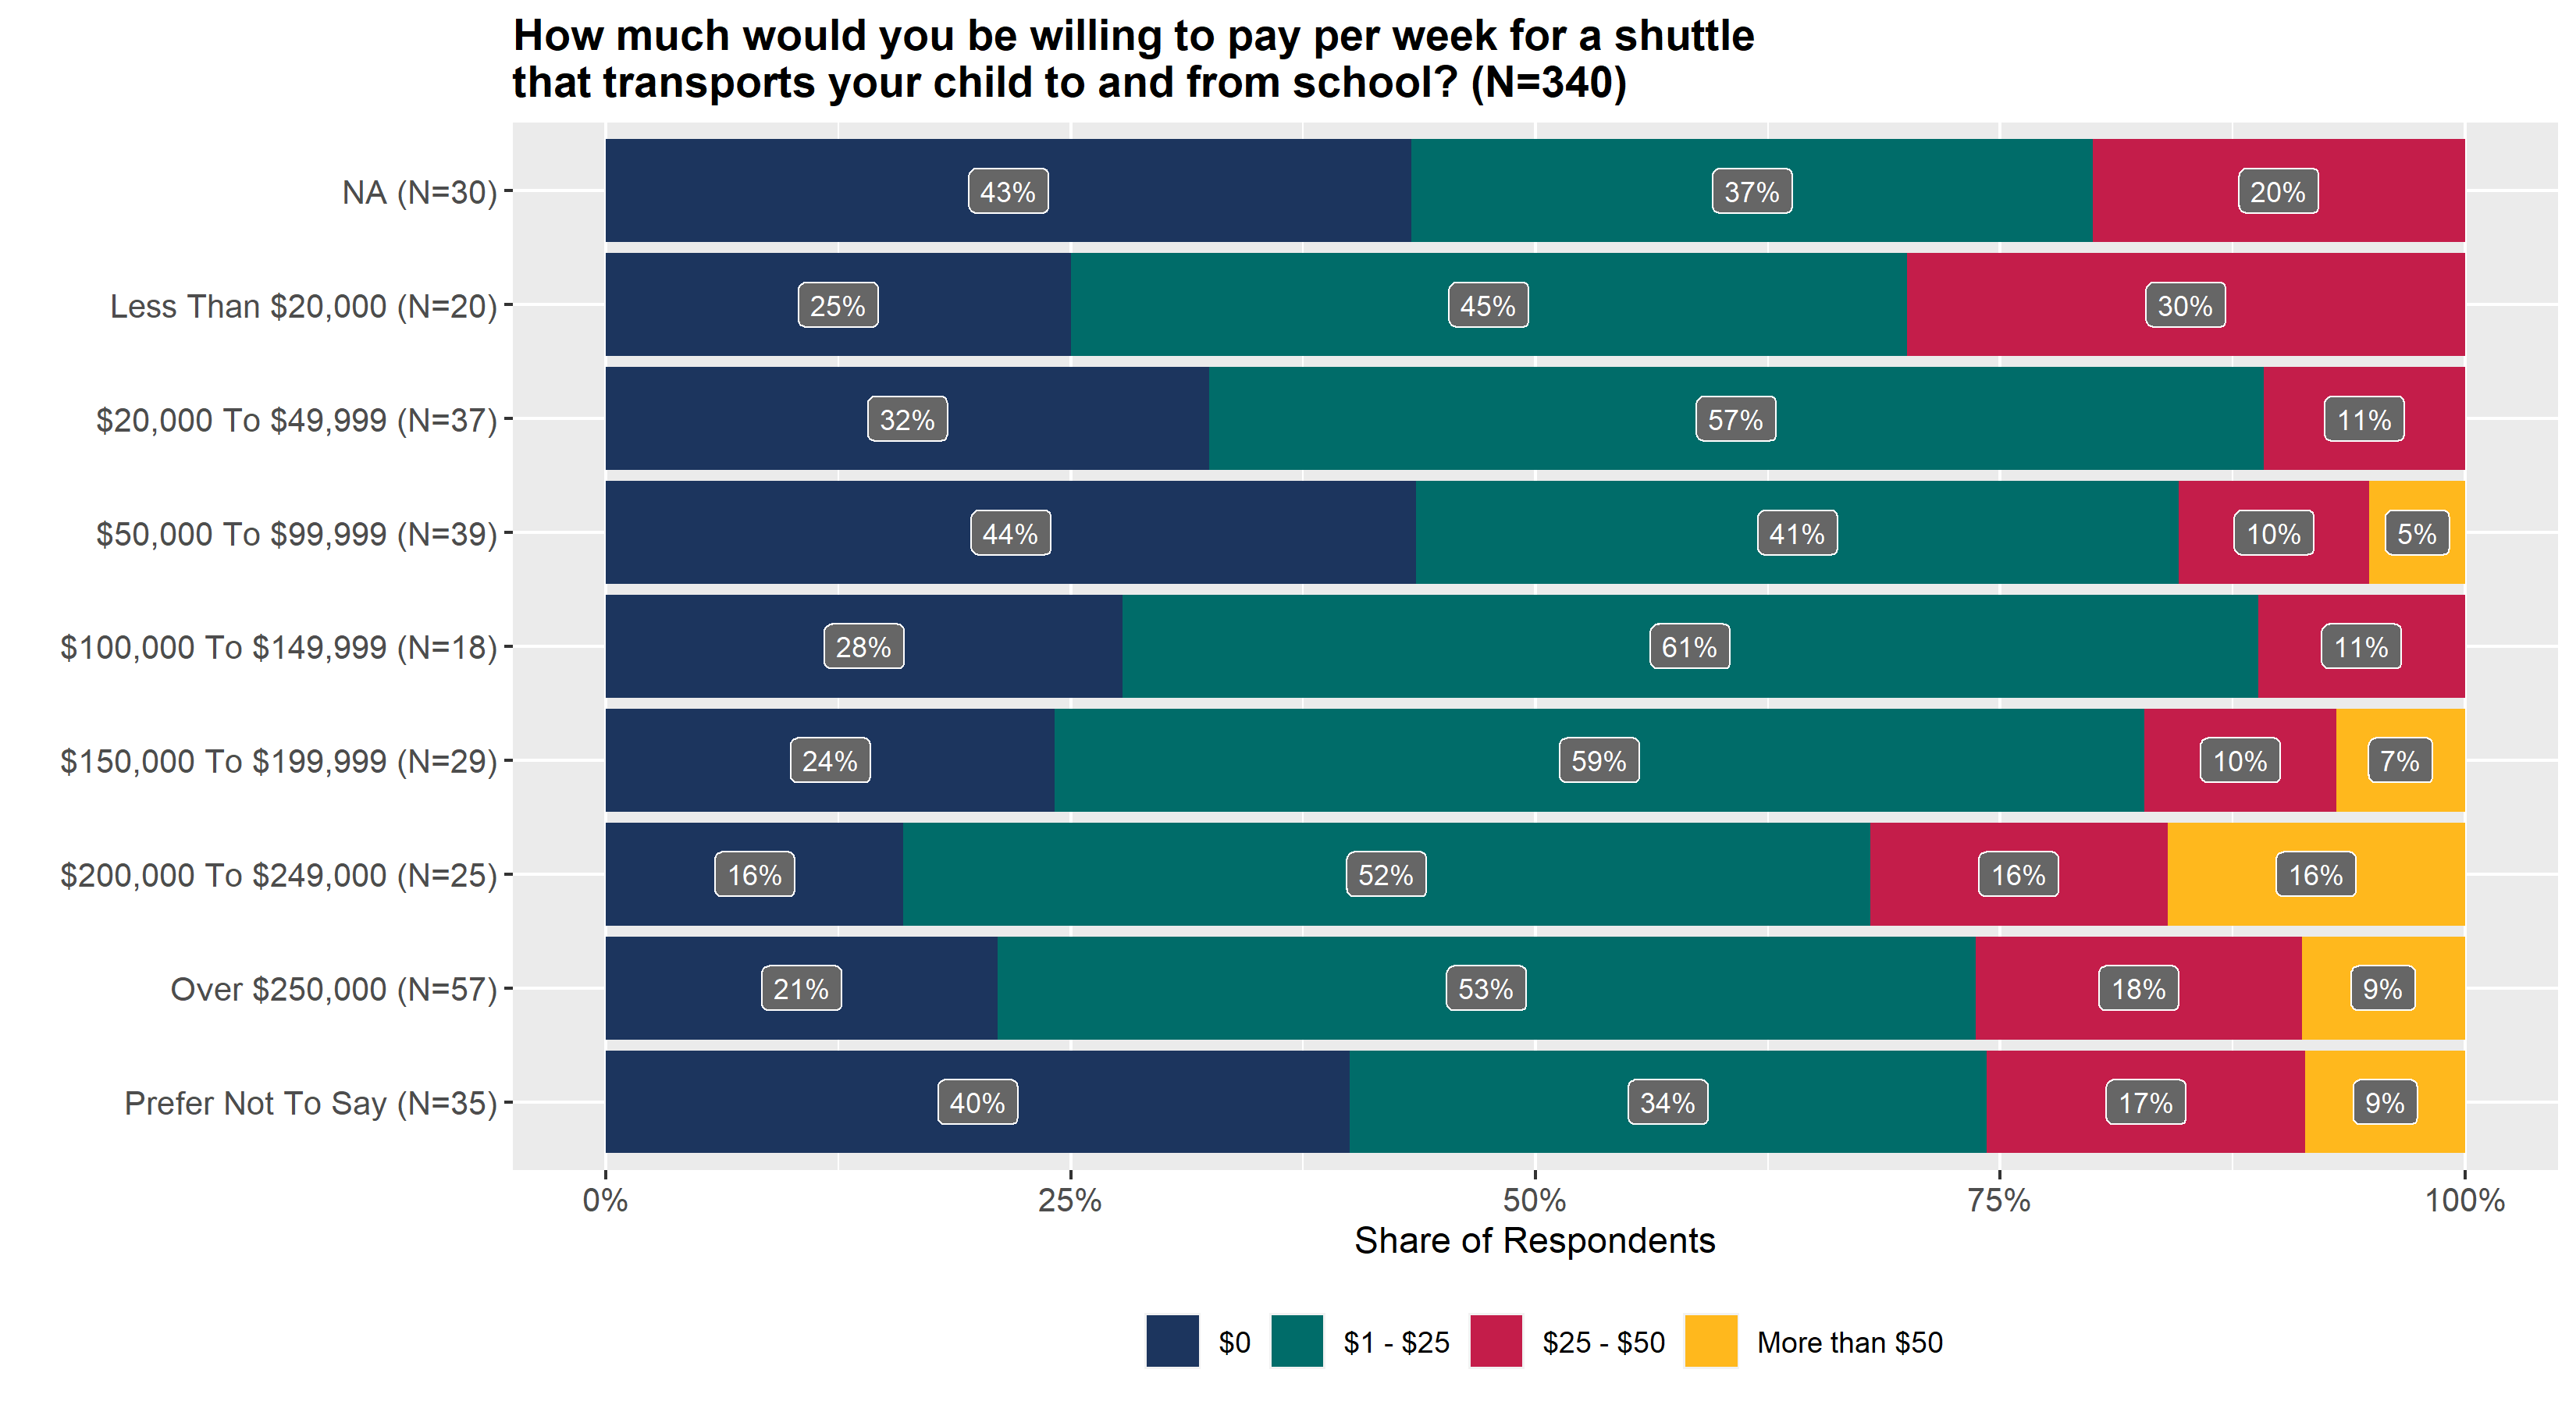 How much would you be willing to pay per week for a shuttle
that transports your child to and from school? (N=340)
NA (N=30)
43%
37%
20%
Less Than $20,000 (N=20)
25%
45%
30%
$20,000 To $49,999 (N=37)
32%
57%
11%
$50,000 To $99,999 (N=39)
44%
41%
10%
5%
$100,000 To $149,999 (N=18)
28%
61%
11%
$150,000 To $199,999 (N=29)
24%
59%
10%
7%
$200,000 To $249,000 (N=25)
16%
52%
16%
16%
Over $250,000 (N=57)
21%
53%
18%
9%
Prefer Not To Say (N=35)
40%
34%
17%
9%
0%
25%
50%
75%
100%
Share of Respondents
$0
$1 - $25
$25 - $50
More than $50